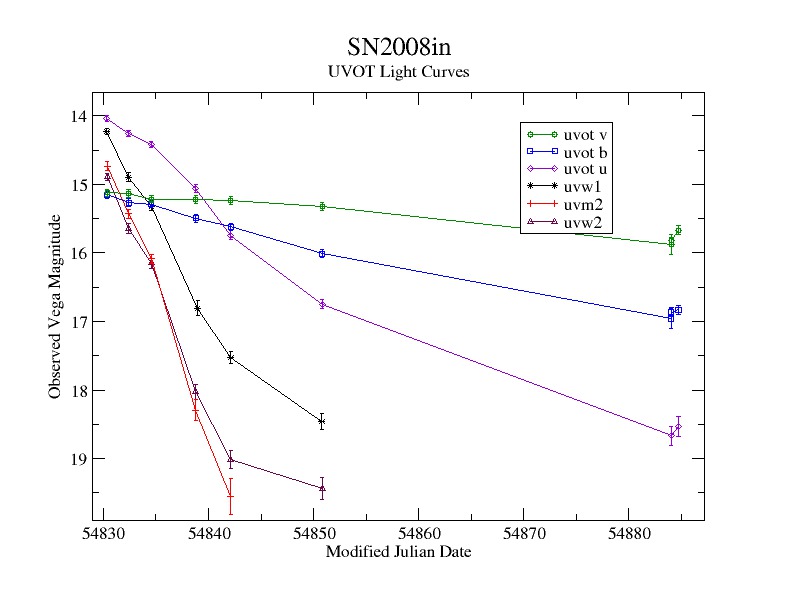 SN2008in
UVOT Light Curves
Observed Vega Magnitude
14
15
16
17
18
19
uvot v
uvot b
uvot u
uvw1
uvm2
uvw2
54830 54840 54850 54860 54870 54880
Modified Julian Date